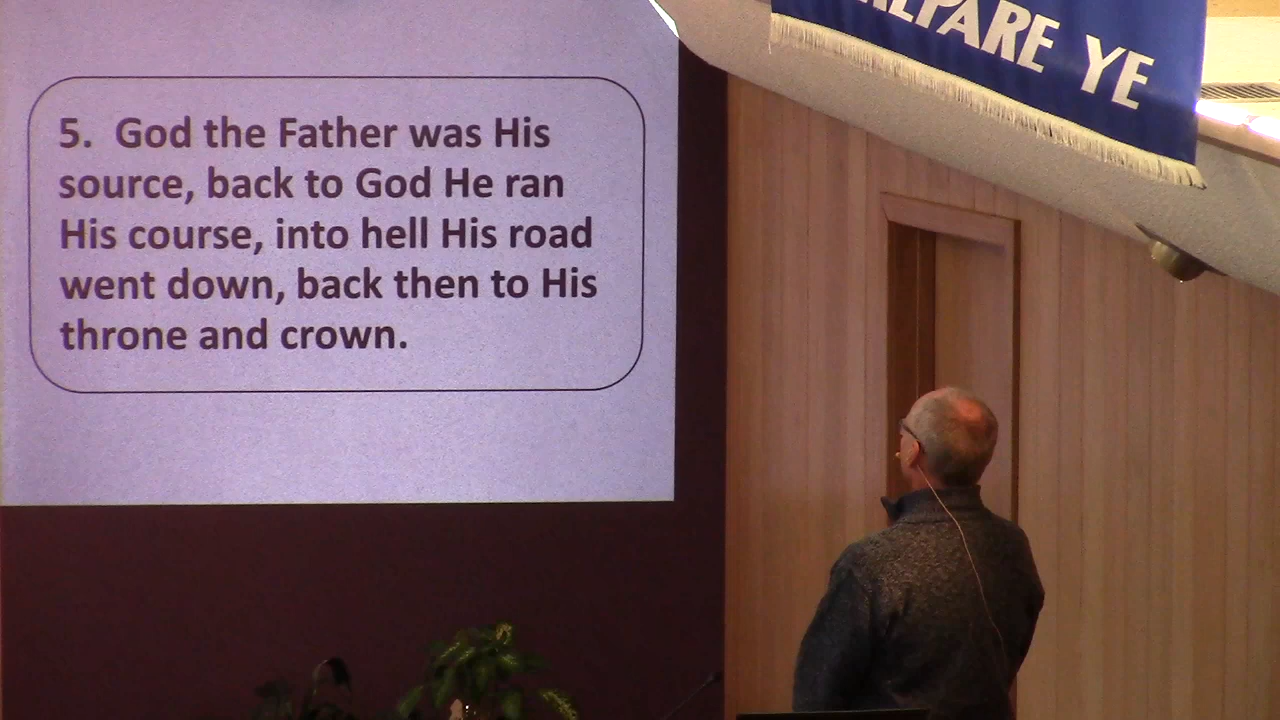 5. God the Father was His
source, back to God He ran
His course, into hell His road
went down, back then to His
throne and crown.
YE